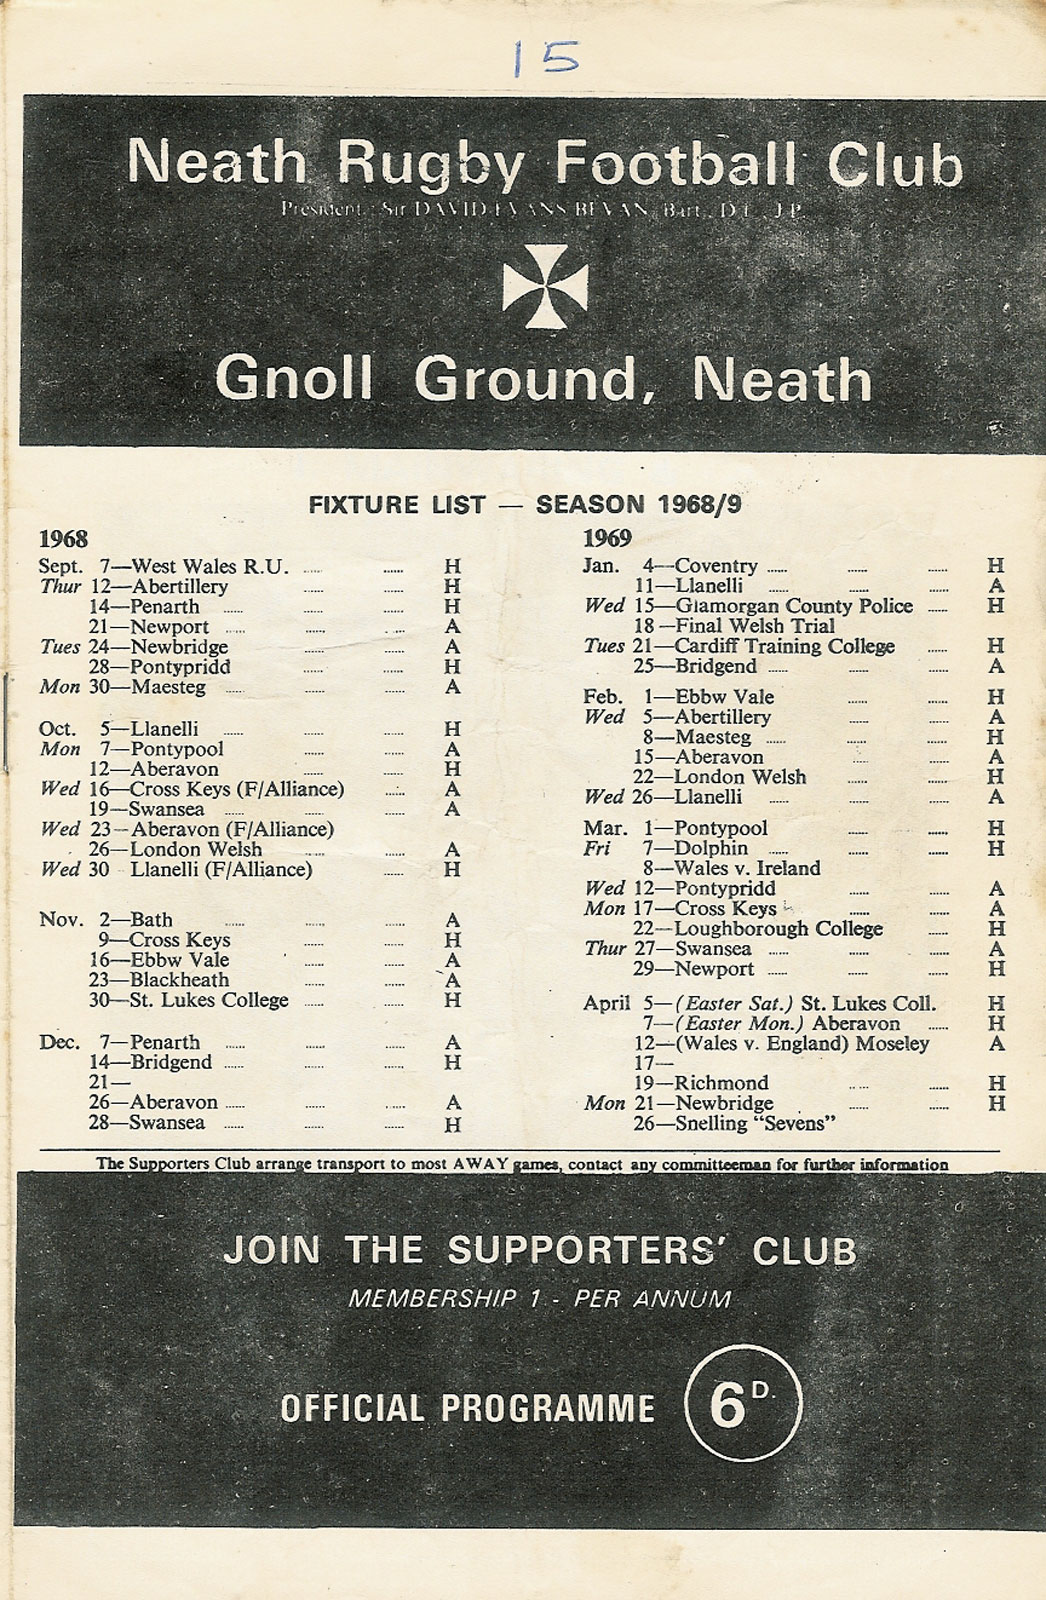 15
Neath Rugby Football Club
President: Sir DAVID EVANS BEVAN, Bart., D.L., J.P.
Gnoll Ground, Neath
FIXTURE LIST — SEASON 1968/9
1968
Sept. 7—West Wales R.U. ..... ..... H
Thur 12—Abertillery ..... ..... H
14—Penarth ..... ..... ..... H
21—Newport ..... ..... ..... A
Tues 24—Newbridge ..... ..... A
28—Pontypridd ..... ..... H
Mon 30—Maesteg ..... ..... ..... A
Oct. 5—Llanelli ..... ..... ..... H
Mon 7—Pontypool ..... ..... A
12—Aberavon ..... ..... H
Wed 16—Cross Keys (F/Alliance) ..... A
19—Swansea ..... ..... ..... A
Wed 23—Aberavon (F/Alliance)
26—London Welsh ..... ..... A
Wed 30 - Llanelli (F/Alliance) ..... H
Nov. 2—Bath ..... ..... ..... A
9—Cross Keys ..... ..... H
16—Ebbw Vale ..... ..... A
23—Blackheath ..... ..... A
30—St. Lukes College ..... ..... H
Dec. 7—Penarth ..... ..... ..... A
14—Bridgend ..... ..... ..... H
21—
26—Aberavon ..... ..... ..... A
28—Swansea ..... ..... ..... H
1969
Jan. 4—Coventry ..... ..... ..... H
11—Llanelli ..... ..... ..... A
Wed 15—Glamorgan County Police ..... H
18—Final Welsh Trial
Tues 21—Cardiff Training College ..... H
25—Bridgend ..... ..... ..... A
Feb. 1—Ebbw Vale ..... ..... H
Wed 5—Abertillery ..... ..... A
8—Maesteg ..... ..... ..... H
15—Aberavon ..... ..... A
22—London Welsh ..... ..... H
Wed 26—Llanelli ..... ..... ..... A
Mar. 1—Pontypool ..... ..... H
Fri 7—Dolphin ..... ..... ..... H
8—Wales v. Ireland
Wed 12—Pontypridd ..... ..... A
Mon 17—Cross Keys ..... ..... A
22—Loughborough College ..... H
Thur 27—Swansea ..... ..... ..... A
29—Newport ..... ..... ..... H
April 5—(Easter Sat.) St. Lukes Coll. H
7—(Easter Mon.) Aberavon ..... H
12—(Wales v. England) Moseley A
17—
19—Richmond ..... ..... H
Mon 21—Newbridge ..... ..... H
26—Snelling "Sevens"
The Supporters Club arrange transport to most AWAY games, contact any committeeman for further information
JOIN THE SUPPORTERS' CLUB
MEMBERSHIP 1 - PER ANNUM
OFFICIAL PROGRAMME 6D.